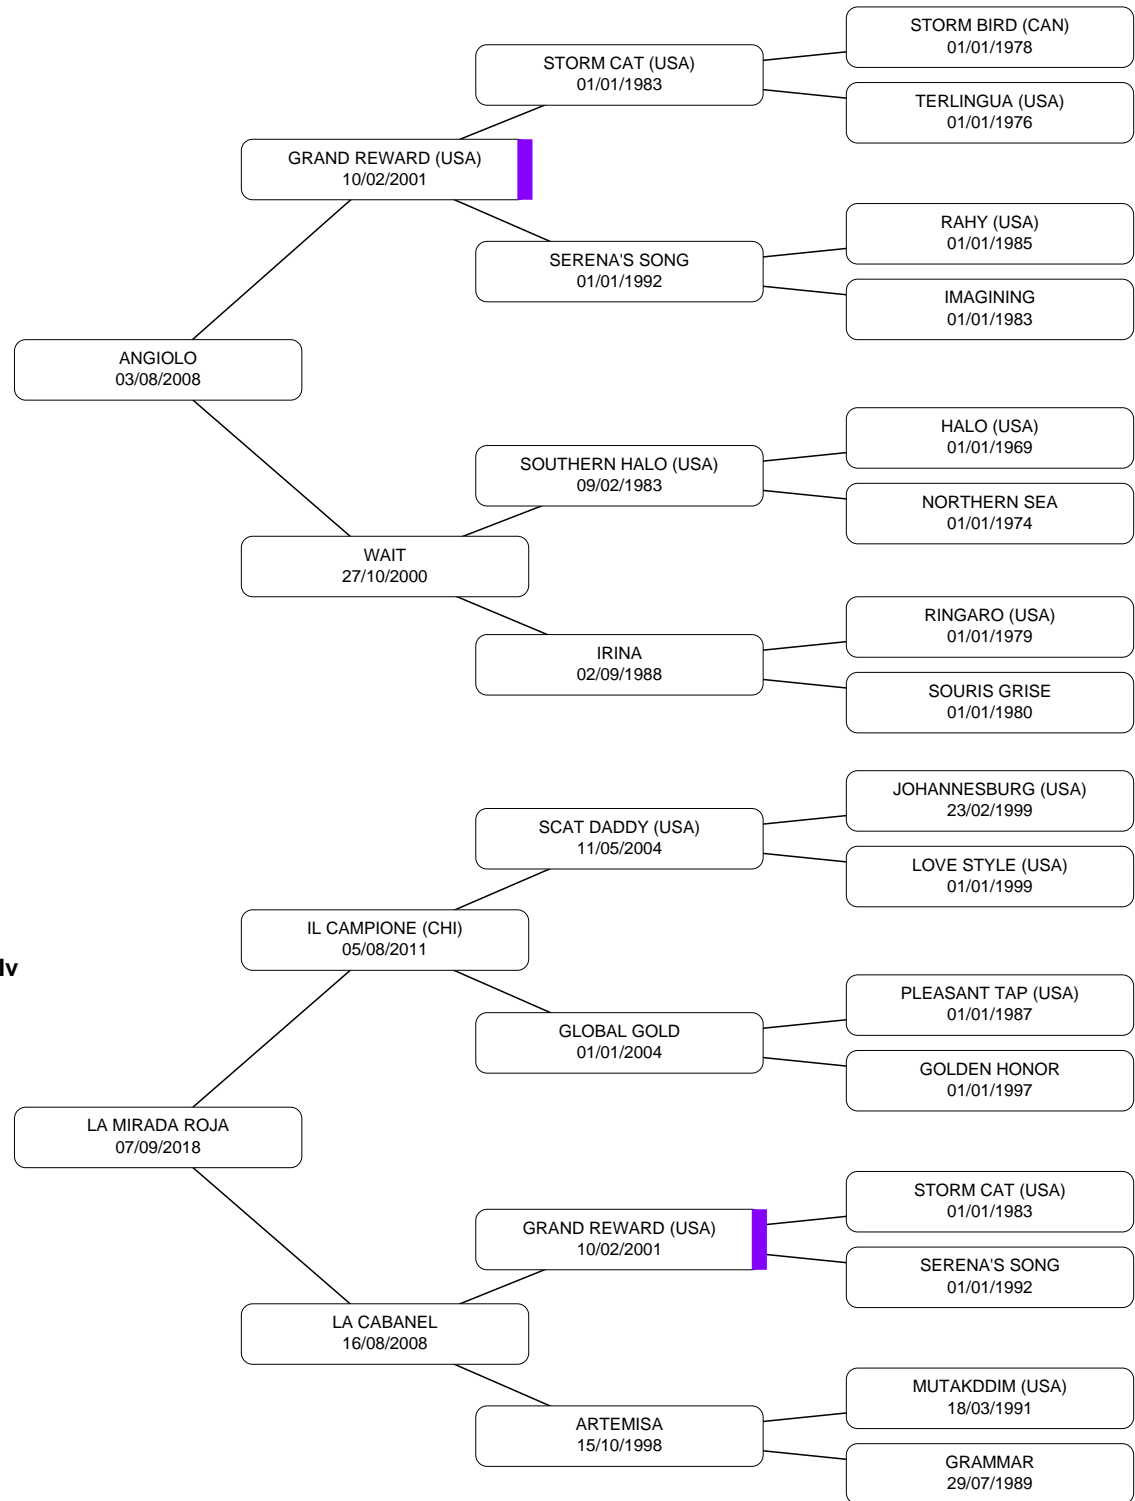 STORM BIRD (CAN)
01/01/1978
STORM CAT (USA)
01/01/1983
TERLINGUA (USA)
01/01/1976
GRAND REWARD (USA)
10/02/2001
RAHY (USA)
01/01/1985
SERENA'S SONG
01/01/1992
IMAGINING
01/01/1983
ANGIOLO
03/08/2008
HALO (USA)
01/01/1969
SOUTHERN HALO (USA)
09/02/1983
NORTHERN SEA
01/01/1974
WAIT
27/10/2000
RINGARO (USA)
01/01/1979
IRINA
02/09/1988
SOURIS GRISE
01/01/1980
JOHANNESBURG (USA)
23/02/1999
SCAT DADDY (USA)
11/05/2004
LOVE STYLE (USA)
01/01/1999
IL CAMPIONE (CHI)
05/08/2011
PLEASANT TAP (USA)
01/01/1987
GLOBAL GOLD
01/01/2004
GOLDEN HONOR
01/01/1997
LA MIRADA ROJA
07/09/2018
STORM CAT (USA)
01/01/1983
GRAND REWARD (USA)
10/02/2001
SERENA'S SONG
01/01/1992
LA CABANEL
16/08/2008
MUTAKDDIM (USA)
18/03/1991
ARTEMISA
15/10/1998
GRAMMAR
29/07/1989